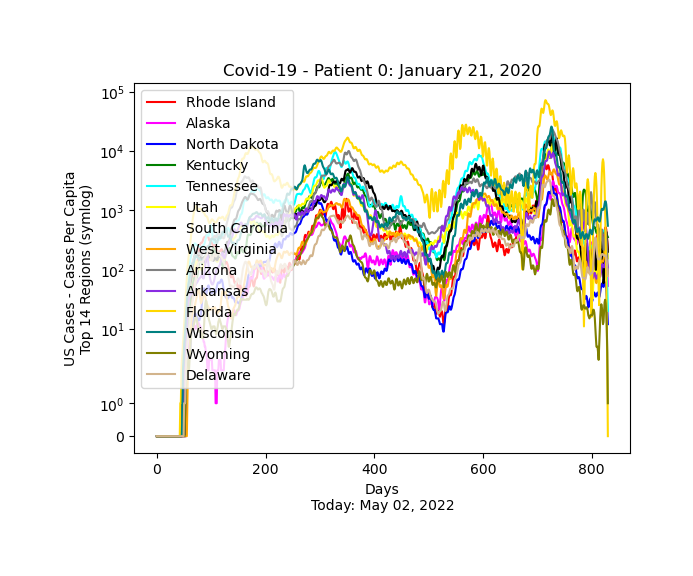 Covid-19 - Patient 0: January 21, 2020
US Cases - Cases Per Capita
Top 14 Regions (symlog)
10^5
10^4
10^3
10^2
10^1
10^0
0
Rhode Island
Alaska
North Dakota
Kentucky
Tennessee
Utah
South Carolina
West Virginia
Arizona
Arkansas
Florida
Wisconsin
Wyoming
Delaware
0 200 400 600 800
Days
Today: May 02, 2022